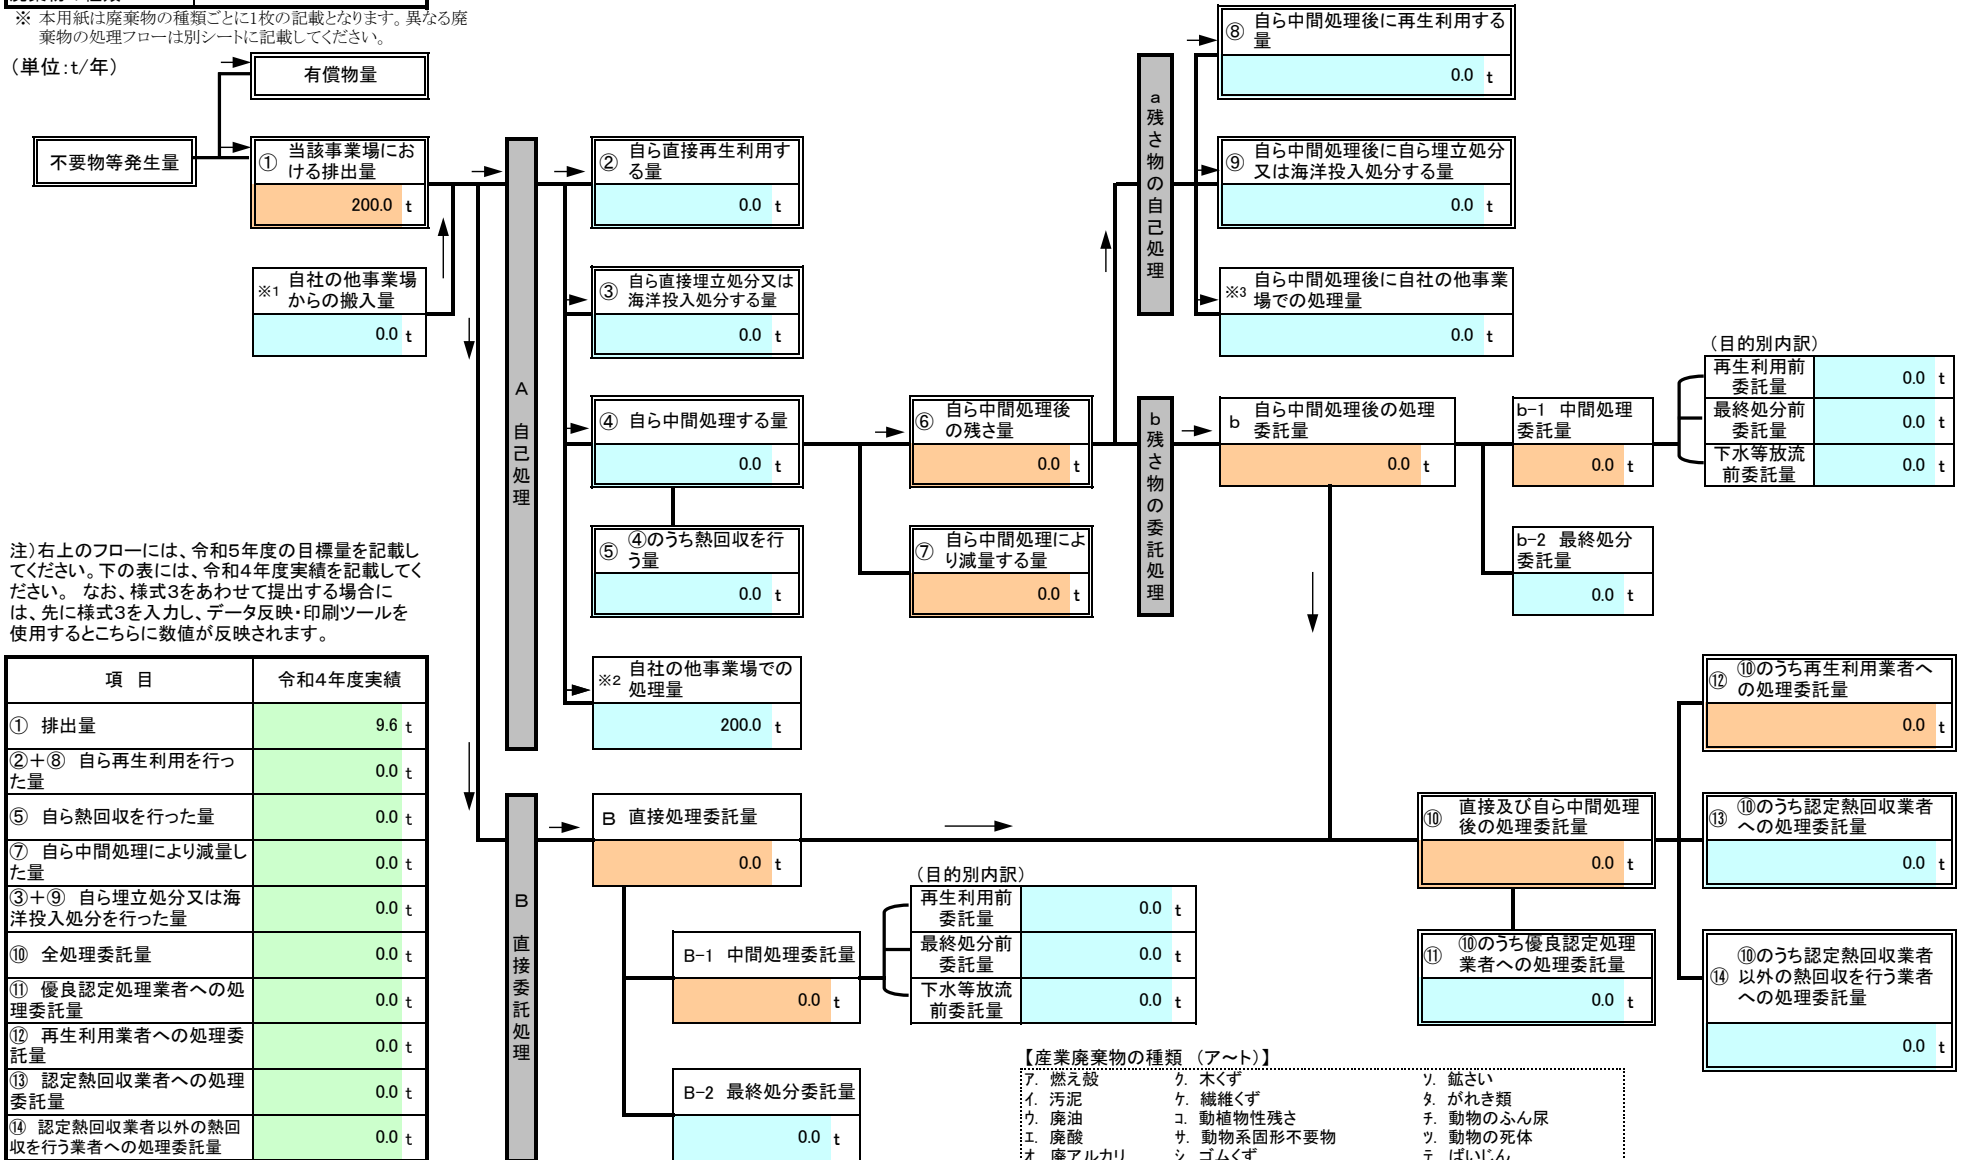 ※ 本用紙は廃棄物の種類ごとに1枚の記載となります。異なる廃
棄物の処理フローは別シートに記載してください。
（単位:t/年）
有償物量
不要物等発生量
① 当該事業場にお
ける排出量
200.0 t
※1 自社の他事業場
からの搬入量
0.0 t
A 自己処理
② 自ら直接再生利用す
る量
0.0 t
③ 自ら直接埋立処分又は
海洋投入処分する量
0.0 t
④ 自ら中間処理する量
0.0 t
⑤ ④のうち熱回収を行
う量
0.0 t
※2 自社の他事業場での
処理量
200.0 t
⑥ 自ら中間処理後
の残さ量
0.0 t
⑦ 自ら中間処理によ
り減量する量
0.0 t
a 残さ物の自己処理
⑧ 自ら中間処理後に再生利用する
量
0.0 t
⑨ 自ら中間処理後に自ら埋立処分
又は海洋投入処分する量
0.0 t
※3 自ら中間処理後に自社の他事業
場での処理量
0.0 t
b 残さ物の委託処理
b 自ら中間処理後の処理
委託量
0.0 t
b-1 中間処理
委託量
0.0 t
（目的別内訳）
再生利用前
委託量
0.0 t
最終処分前
委託量
0.0 t
下水等放流
前委託量
0.0 t
b-2 最終処分
委託量
0.0 t
注）右上のフローには、令和5年度の目標量を記載し
てください。下の表には、令和4年度実績を記載してく
ださい。 なお、様式3をあわせて提出する場合に
は、先に様式3を入力し、データ反映・印刷ツールを
使用するとこちらに数値が反映されます。
項 目 令和4年度実績
① 排出量 9.6 t
②＋⑧ 自ら再生利用を行っ
た量 0.0 t
⑤ 自ら熱回収を行った量 0.0 t
⑦ 自ら中間処理により減量し
た量 0.0 t
③＋⑨ 自ら埋立処分又は海
洋投入処分を行った量 0.0 t
⑩ 全処理委託量 0.0 t
⑪ 優良認定処理業者への処
理委託量 0.0 t
⑫ 再生利用業者への処理委
託量 0.0 t
⑬ 認定熱回収業者への処理
委託量 0.0 t
⑭ 認定熱回収業者以外の熱回
収を行う業者への処理委託量 0.0 t
B 直接委託処理
B 直接処理委託量
0.0 t
B-1 中間処理委託量
0.0 t
（目的別内訳）
再生利用前
委託量
0.0 t
最終処分前
委託量
0.0 t
下水等放流
前委託量
0.0 t
B-2 最終処分委託量
0.0 t
⑩ 直接及び自ら中間処理
後の処理委託量
0.0 t
⑪ ⑩のうち優良認定処理
業者への処理委託量
0.0 t
⑫ ⑩のうち再生利用業者へ
の処理委託量
0.0 t
⑬ ⑩のうち認定熱回収業者
への処理委託量
0.0 t
⑭ ⑩のうち認定熱回収業者
以外の熱回収を行う業者
への処理委託量
0.0 t
【産業廃棄物の種類 （ア～ト）】
ア. 燃え殻 ク. 木くず ソ. 鉱さい
イ. 汚泥 ケ. 繊維くず タ. がれき類
ウ. 廃油 コ. 動植物性残さ チ. 動物のふん尿
エ. 廃酸 サ. 動物系固形不要物 ツ. 動物の死体
オ. 廃アルカリ シ. ゴムくず テ. ばいじん